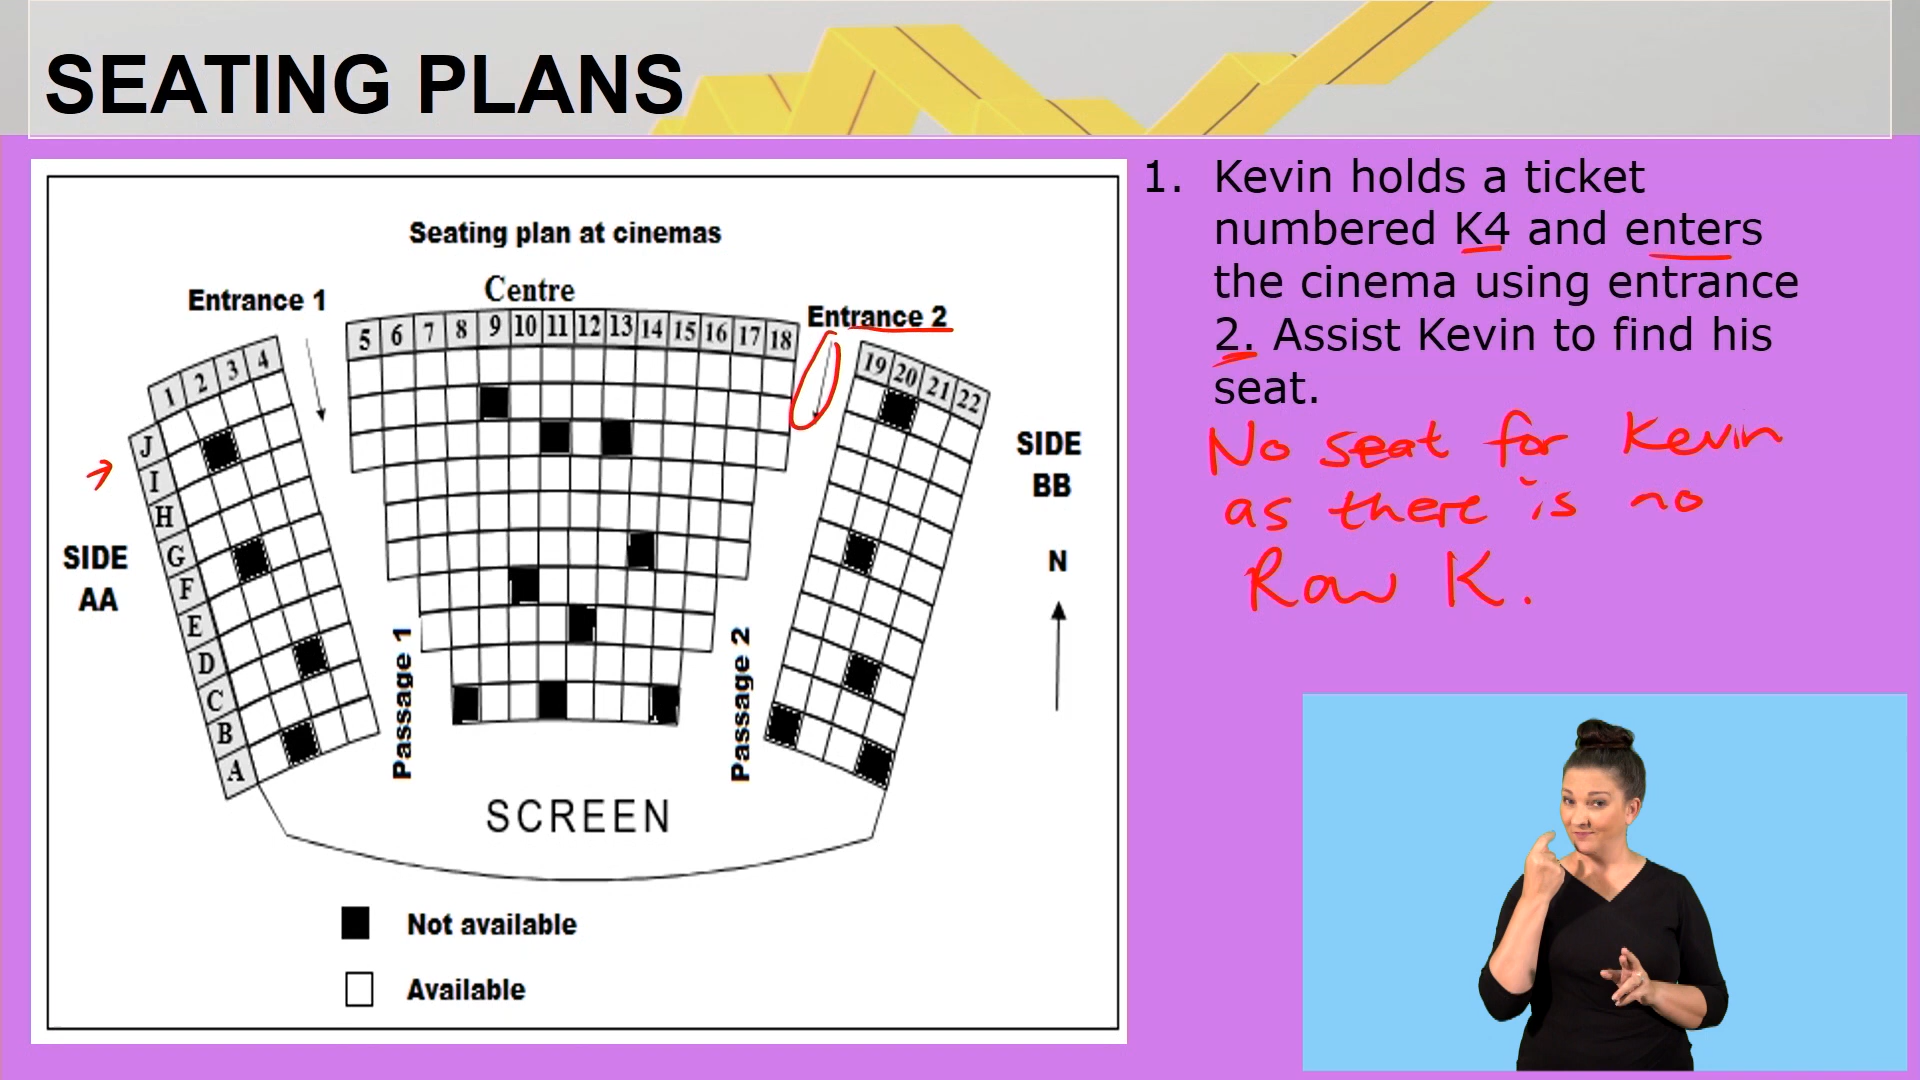 SEATING PLANS
Seating plan at cinemas
Centre
Entrance 1
Entrance 2
1 2 3 4
5 6 7 8 9 10 11 12 13 14 15 16 17 18
19 20 21 22
J
I
H
G
F
E
D
C
B
A
SIDE
AA
SIDE
BB
N
Passage 1
Passage 2
SCREEN
Not available
Available
1. Kevin holds a ticket
numbered K4 and enters
the cinema using entrance
2. Assist Kevin to find his
seat.
No seat for Kevin
as there is no
Row K.